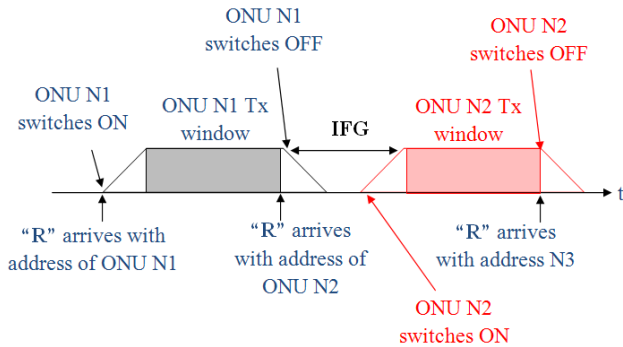 ONU N1
switches OFF
ONU N2
switches OFF
ONU N1
switches ON
ONU N1 Tx
window
IFG
ONU N2 Tx
window
t
“R” arrives with
address of ONU N1
“R” arrives
with address of
ONU N2
“R” arrives
with address N3
ONU N2
switches ON